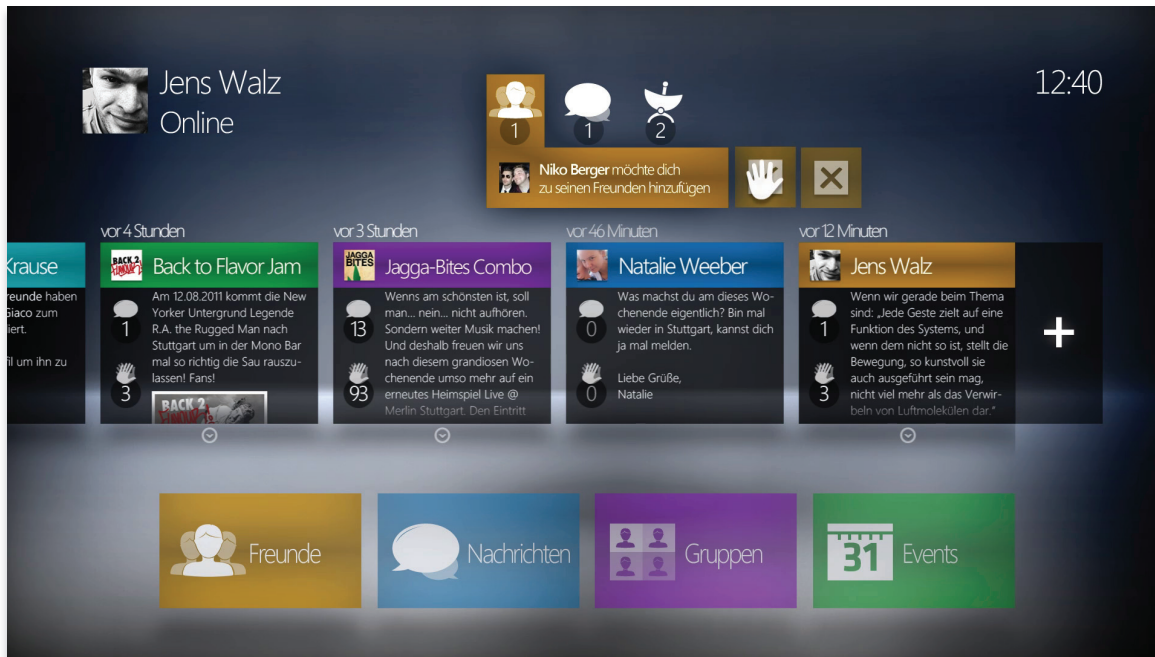 Jens Walz
Online
12:40
1
1
2
Niko Berger möchte dich
zu seinen Freunden hinzufügen
Krause
reunde haben
Giaco zum
iert.
fil um ihn zu
vor 4 Stunden
BACK 2
Back to Flavor Jam
1
3
Am 12.08.2011 kommt die New
Yorker Untergrund Legende
R.A. the Rugged Man nach
Stuttgart um in der Mono Bar
mal so richtig die Sau rauszu-
lassen! Fans!
BACK 2
vor 3 Stunden
JAGGA
BITES
Jagga-Bites Combo
13
93
Wenns am schönsten ist, soll
man... nein... nicht aufhören.
Sondern weiter Musik machen!
Und deshalb freuen wir uns
nach diesem grandiosen Wo-
chenende umso mehr auf ein
erneutes Heimspiel Live @
Merlin Stuttgart. Den Eintritt
vor 46 Minuten
Natalie Weeber
0
0
Was machst du am dieses Wo-
chenende eigentlich? Bin mal
wieder in Stuttgart, kannst dich
ja mal melden.
Liebe Grüße,
Natalie
vor 12 Minuten
Jens Walz
1
3
Wenn wir gerade beim Thema
sind: „Jede Geste zielt auf eine
Funktion des Systems, und
wenn dem nicht so ist, stellt die
Bewegung, so kunstvoll sie
auch ausgeführt sein mag,
nicht viel mehr als das Verwir-
beln von Luftmolekülen dar.“
Freunde
Nachrichten
Gruppen
31
Events